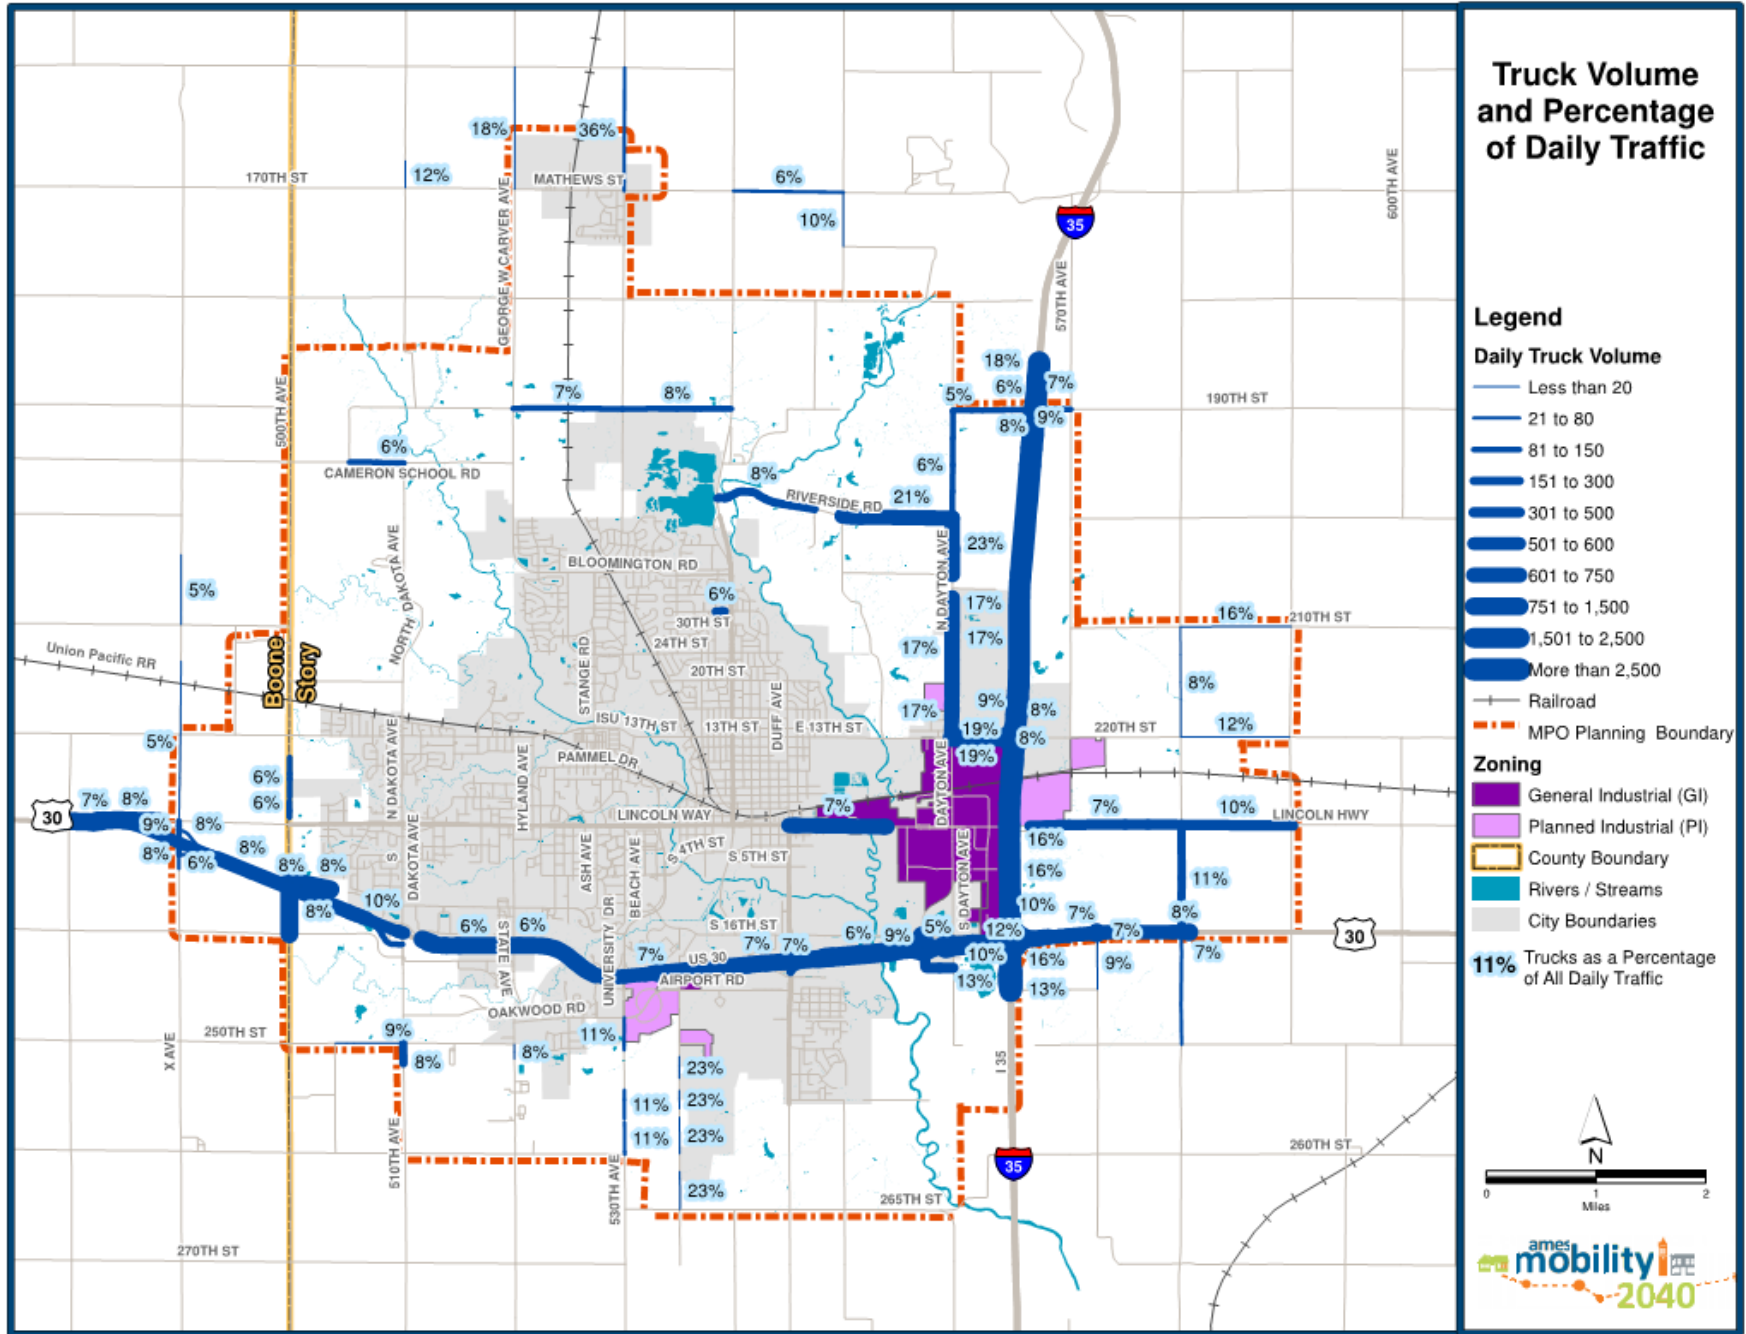 Truck Volume
and Percentage
of Daily Traffic
Legend
Daily Truck Volume
Less than 20
21 to 80
81 to 150
151 to 300
301 to 500
501 to 600
601 to 750
751 to 1,500
1,501 to 2,500
More than 2,500
Railroad
MPO Planning Boundary
Zoning
General Industrial (GI)
Planned Industrial (PI)
County Boundary
Rivers / Streams
City Boundaries
11% Trucks as a Percentage
of All Daily Traffic
N
0 1 2
Miles
ames
mobility
2040
18%
36%
170TH ST
12%
MATHEWS ST
6%
10%
GEORGE W CARVER AVE
35
570TH AVE
600TH AVE
18%
6%
7%
5%
190TH ST
8%
9%
7%
8%
500TH AVE
6%
CAMERON SCHOOL RD
6%
8%
RIVERSIDE RD
21%
23%
N DAYTON AVE
NORTH DAKOTA AVE
BLOOMINGTON RD
5%
6%
30TH ST
24TH ST
20TH ST
STANGE RD
17%
17%
17%
16%
210TH ST
Union Pacific RR
Boone
Story
8%
DUFF AVE
ISU 13TH ST
13TH ST
E 13TH ST
17%
9%
8%
19%
8%
19%
220TH ST
12%
5%
6%
6%
N DAKOTA AVE
HYLAND AVE
PAMMEL DR
LINCOLN WAY
7%
DAYTON AVE
7%
10%
LINCOLN HWY
30
7%
8%
9%
8%
8%
6%
8%
8%
8%
8%
10%
S
DAKOTA AVE
ASH AVE
BEACH AVE
S 4TH ST
S 5TH ST
S DAYTON AVE
16%
16%
10%
11%
6%
6%
STATE AVE
UNIVERSITY DR
S 16TH ST
7%
7%
7%
6%
9%
5%
12%
7%
7%
8%
7%
30
US 30
AIRPORT RD
10%
13%
16%
13%
9%
OAKWOOD RD
250TH ST
9%
8%
8%
11%
X AVE
23%
23%
23%
23%
11%
11%
510TH AVE
530TH AVE
I 35
35
260TH ST
265TH ST
270TH ST